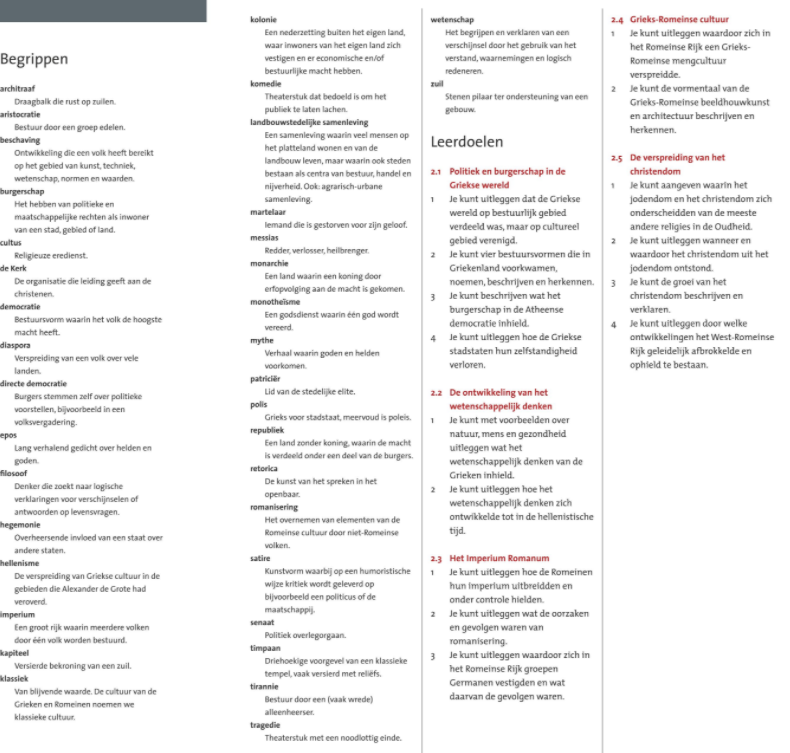 Begrippen
architraaf
Draagbalk die rust op zuilen.
aristocratie
Bestuur door een groep edelen.
beschaving
Ontwikkeling die een volk heeft bereikt
op het gebied van kunst, techniek,
wetenschap, normen en waarden.
burgerschap
Het hebben van politieke en
maatschappelijke rechten als inwoner
van een stad, gebied of land.
cultus
Religieuze eredienst.
de Kerk
De organisatie die leiding geeft aan de
christenen.
democratie
Bestuursvorm waarin het volk de hoogste
macht heeft.
diaspora
Verspreiding van een volk over vele
landen.
directe democratie
Burgers stemmen zelf over politieke
voorstellen, bijvoorbeeld in een
volksvergadering.
epos
Lang verhalend gedicht over helden en
goden.
filosoof
Denker die zoekt naar logische
verklaringen voor verschijnselen of
antwoorden op levensvragen.
hegemonie
Overheersende invloed van een staat over
andere staten.
hellenisme
De verspreiding van Griekse cultuur in de
gebieden die Alexander de Grote had
veroverd.
imperium
Een groot rijk waarin meerdere volken
door één volk worden bestuurd.
kapiteel
Versierde bekroning van een zuil.
klassiek
Van blijvende waarde. De cultuur van de
Grieken en Romeinen noemen we
klassieke cultuur.
kolonie
Een nederzetting buiten het eigen land,
waar inwoners van het eigen land zich
vestigen en er economische en/of
bestuurlijke macht hebben.
komedie
Theaterstuk dat bedoeld is om het
publiek te laten lachen.
landbouwstedelijke samenleving
Een samenleving waarin veel mensen op
het platteland wonen en van de
landbouw leven, maar waarin ook steden
bestaan als centra van bestuur, handel en
nijverheid. Ook: agrarisch-urbane
samenleving.
martelaar
Iemand die is gestorven voor zijn geloof.
messias
Redder, verlosser, heilbrenger.
monarchie
Een land waarin een koning door
erfopvolging aan de macht is gekomen.
monotheïsme
Een godsdienst waarin één god wordt
vereerd.
mythe
Verhaal waarin goden en helden
voorkomen.
patriciër
Lid van de stedelijke elite.
polis
Grieks voor stadstaat, meervoud is poleis.
republiek
Een land zonder koning, waarin de macht
is verdeeld onder een deel van de burgers.
retorica
De kunst van het spreken in het
openbaar.
romanisering
Het overnemen van elementen van de
Romeinse cultuur door niet-Romeinse
volken.
satire
Kunstvorm waarbij op een humoristische
wijze kritiek wordt geleverd op
bijvoorbeeld een politicus of de
maatschappij.
senaat
Politiek overlegorgaan.
timpaan
Driehoekige voorgevel van een klassieke
tempel, vaak versierd met reliëfs.
tirannie
Bestuur door een (vaak wrede)
alleenheerser.
tragedie
Theaterstuk met een noodlottig einde.
wetenschap
Het begrijpen en verklaren van een
verschijnsel door het gebruik van het
verstand, waarnemingen en logisch
redeneren.
zuil
Stenen pilaar ter ondersteuning van een
gebouw.
Leerdoelen
2.1 Politiek en burgerschap in de
Griekse wereld
1 Je kunt uitleggen dat de Griekse
wereld op bestuurlijk gebied
verdeeld was, maar op cultureel
gebied verenigd.
2 Je kunt vier bestuursvormen die in
Griekenland voorkwamen,
noemen, beschrijven en herkennen.
3 Je kunt beschrijven wat het
burgerschap in de Atheense
democratie inhield.
4 Je kunt uitleggen hoe de Griekse
stadstaten hun zelfstandigheid
verloren.
2.2 De ontwikkeling van het
wetenschappelijk denken
1 Je kunt met voorbeelden over
natuur, mens en gezondheid
uitleggen wat het
wetenschappelijk denken van de
Grieken inhield.
2 Je kunt uitleggen hoe het
wetenschappelijk denken zich
ontwikkelde tot in de hellenistische
tijd.
2.3 Het Imperium Romanum
1 Je kunt uitleggen hoe de Romeinen
hun imperium uitbreidden en
onder controle hielden.
2 Je kunt uitleggen wat de oorzaken
en gevolgen waren van
romanisering.
3 Je kunt uitleggen waardoor zich in
het Romeinse Rijk groepen
Germanen vestigden en wat
daarvan de gevolgen waren.
2.4 Grieks-Romeinse cultuur
1 Je kunt uitleggen waardoor zich in
het Romeinse Rijk een Grieks-
Romeinse mengcultuur
verspreidde.
2 Je kunt de vormentaal van de
Grieks-Romeinse beeldhouwkunst
en architectuur beschrijven en
herkennen.
2.5 De verspreiding van het
christendom
1 Je kunt aangeven waarin het
jodendom en het christendom zich
onderscheidden van de meeste
andere religies in de Oudheid.
2 Je kunt uitleggen wanneer en
waardoor het christendom uit het
jodendom ontstond.
3 Je kunt de groei van het
christendom beschrijven en
verklaren.
4 Je kunt uitleggen door welke
ontwikkelingen het West-Romeinse
Rijk geleidelijk afbrokkelde en
ophield te bestaan.